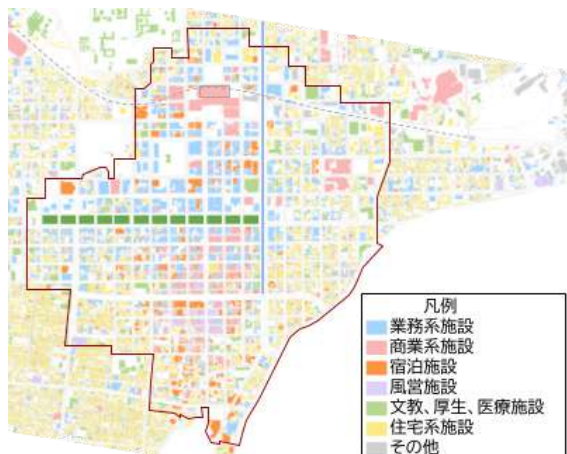 凡例
業務系施設
商業系施設
宿泊施設
風営施設
文教、厚生、医療施設
住宅系施設
その他